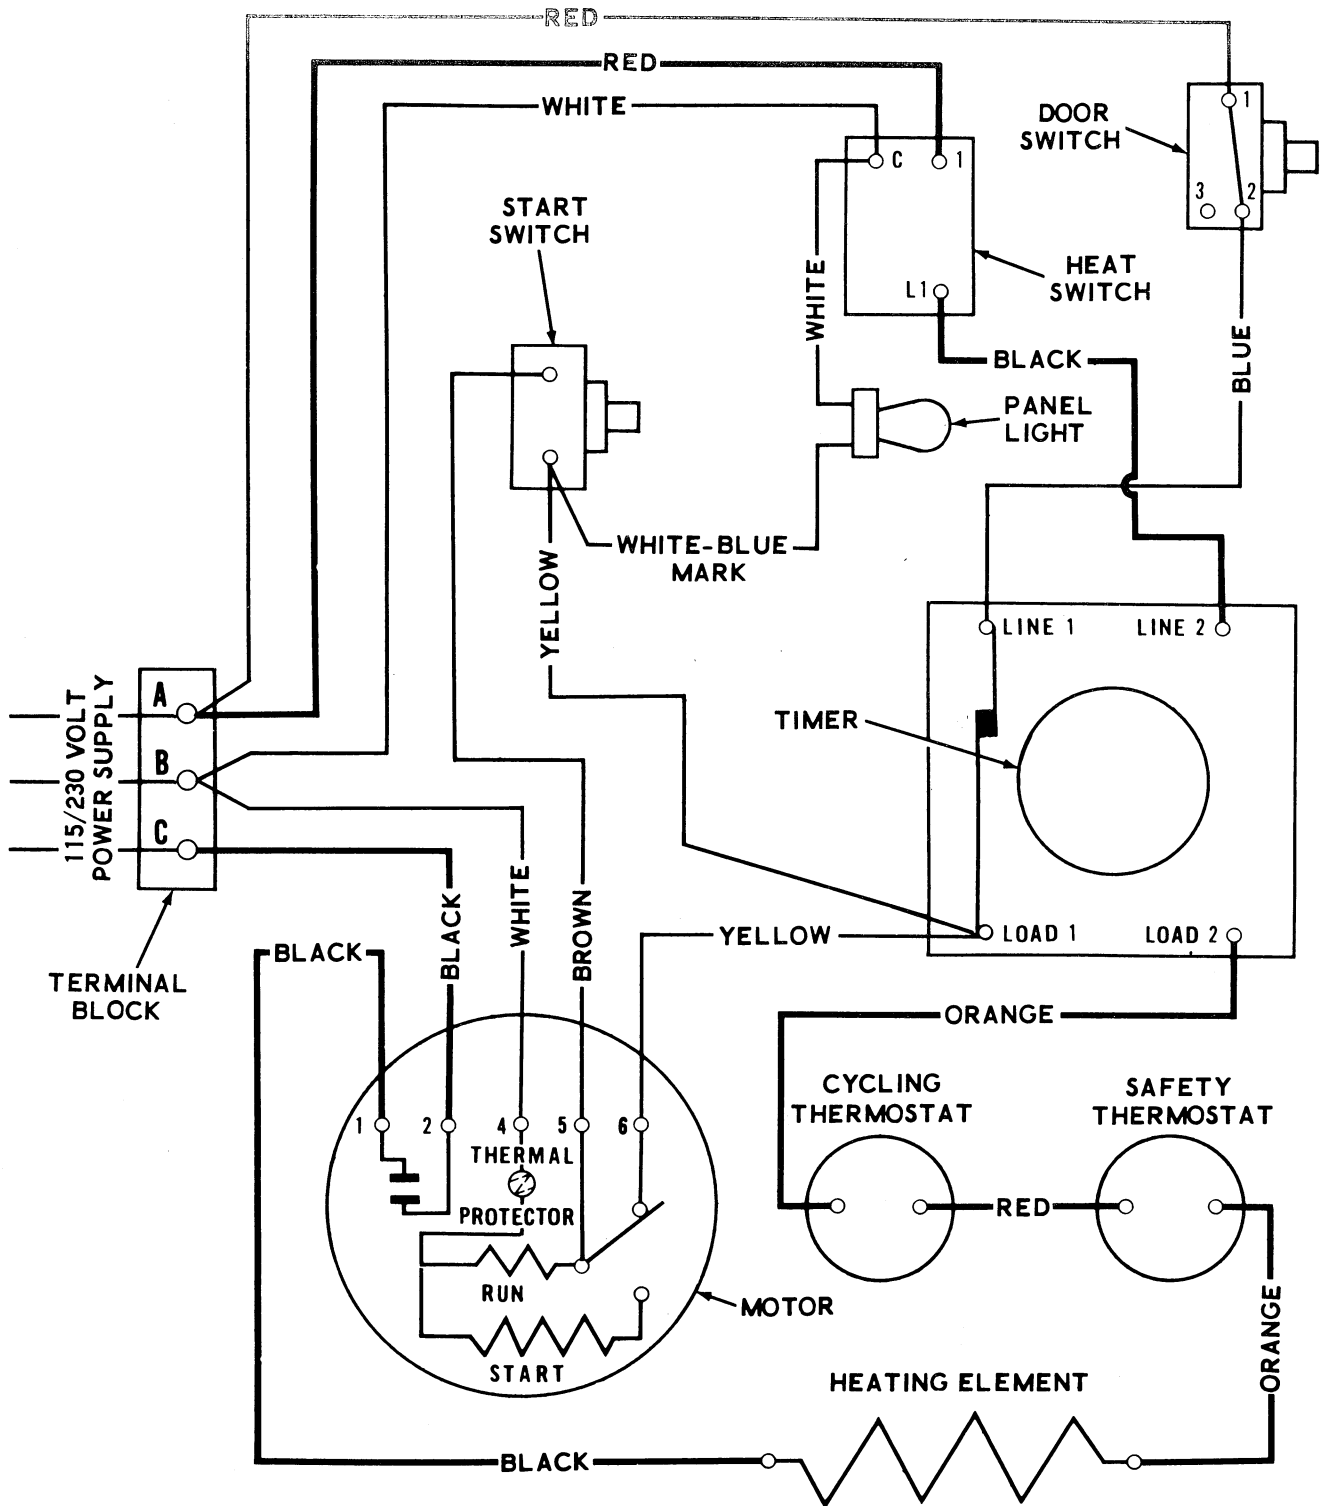 RED
RED
WHITE
DOOR
SWITCH
1
3
2
C
1
L1
START
SWITCH
HEAT
SWITCH
WHITE
BLACK
BLUE
PANEL
LIGHT
WHITE-BLUE
MARK
YELLOW
LINE 1
LINE 2
TIMER
115/230 VOLT
POWER SUPPLY
A
B
C
TERMINAL
BLOCK
BLACK
BLACK
WHITE
BROWN
YELLOW
LOAD 1
LOAD 2
ORANGE
CYCLING
THERMOSTAT
SAFETY
THERMOSTAT
1
2
4
5
6
THERMAL
PROTECTOR
RUN
START
MOTOR
RED
ORANGE
HEATING ELEMENT
BLACK